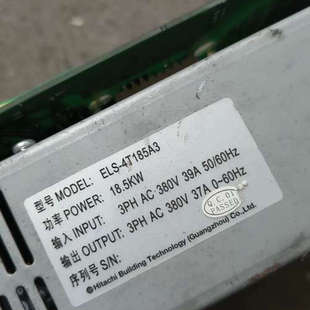 型号 MODEL: ELS-4T185A3
功率 POWER: 18.5KW
输入 INPUT: 3PH AC 380V 39A 50/60Hz
输出 OUTPUT: 3PH AC 380V 37A 0~60Hz
序列号 S/N:
Q.C.01
PASSED
Hitachi Building Technology (Guangzhou) Co., Ltd.